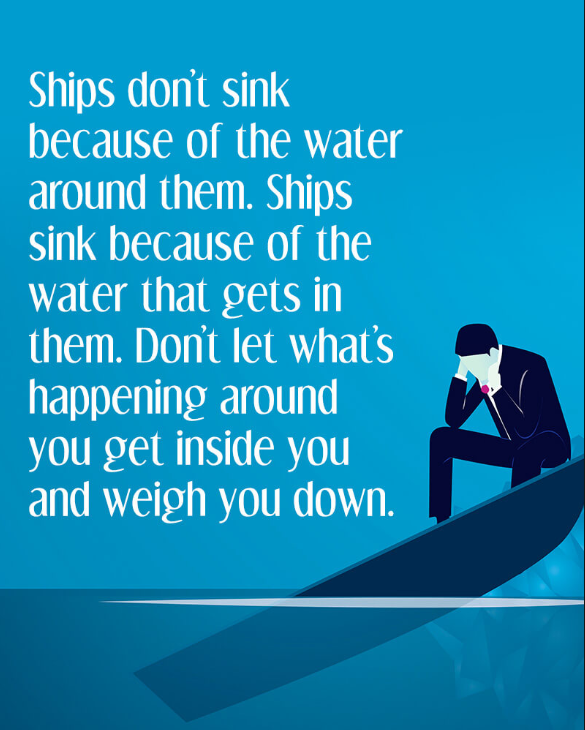 Ships don't sink
because of the water
around them. Ships
sink because of the
water that gets in
them. Don't let what's
happening around
you get inside you
and weigh you down.